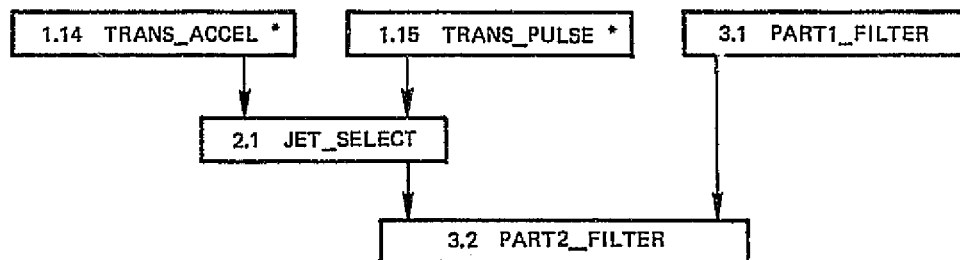 1.14 TRANS_ACCEL *
1.15 TRANS_PULSE *
3.1 PART1_FILTER
2.1 JET_SELECT
3.2 PART2_FILTER